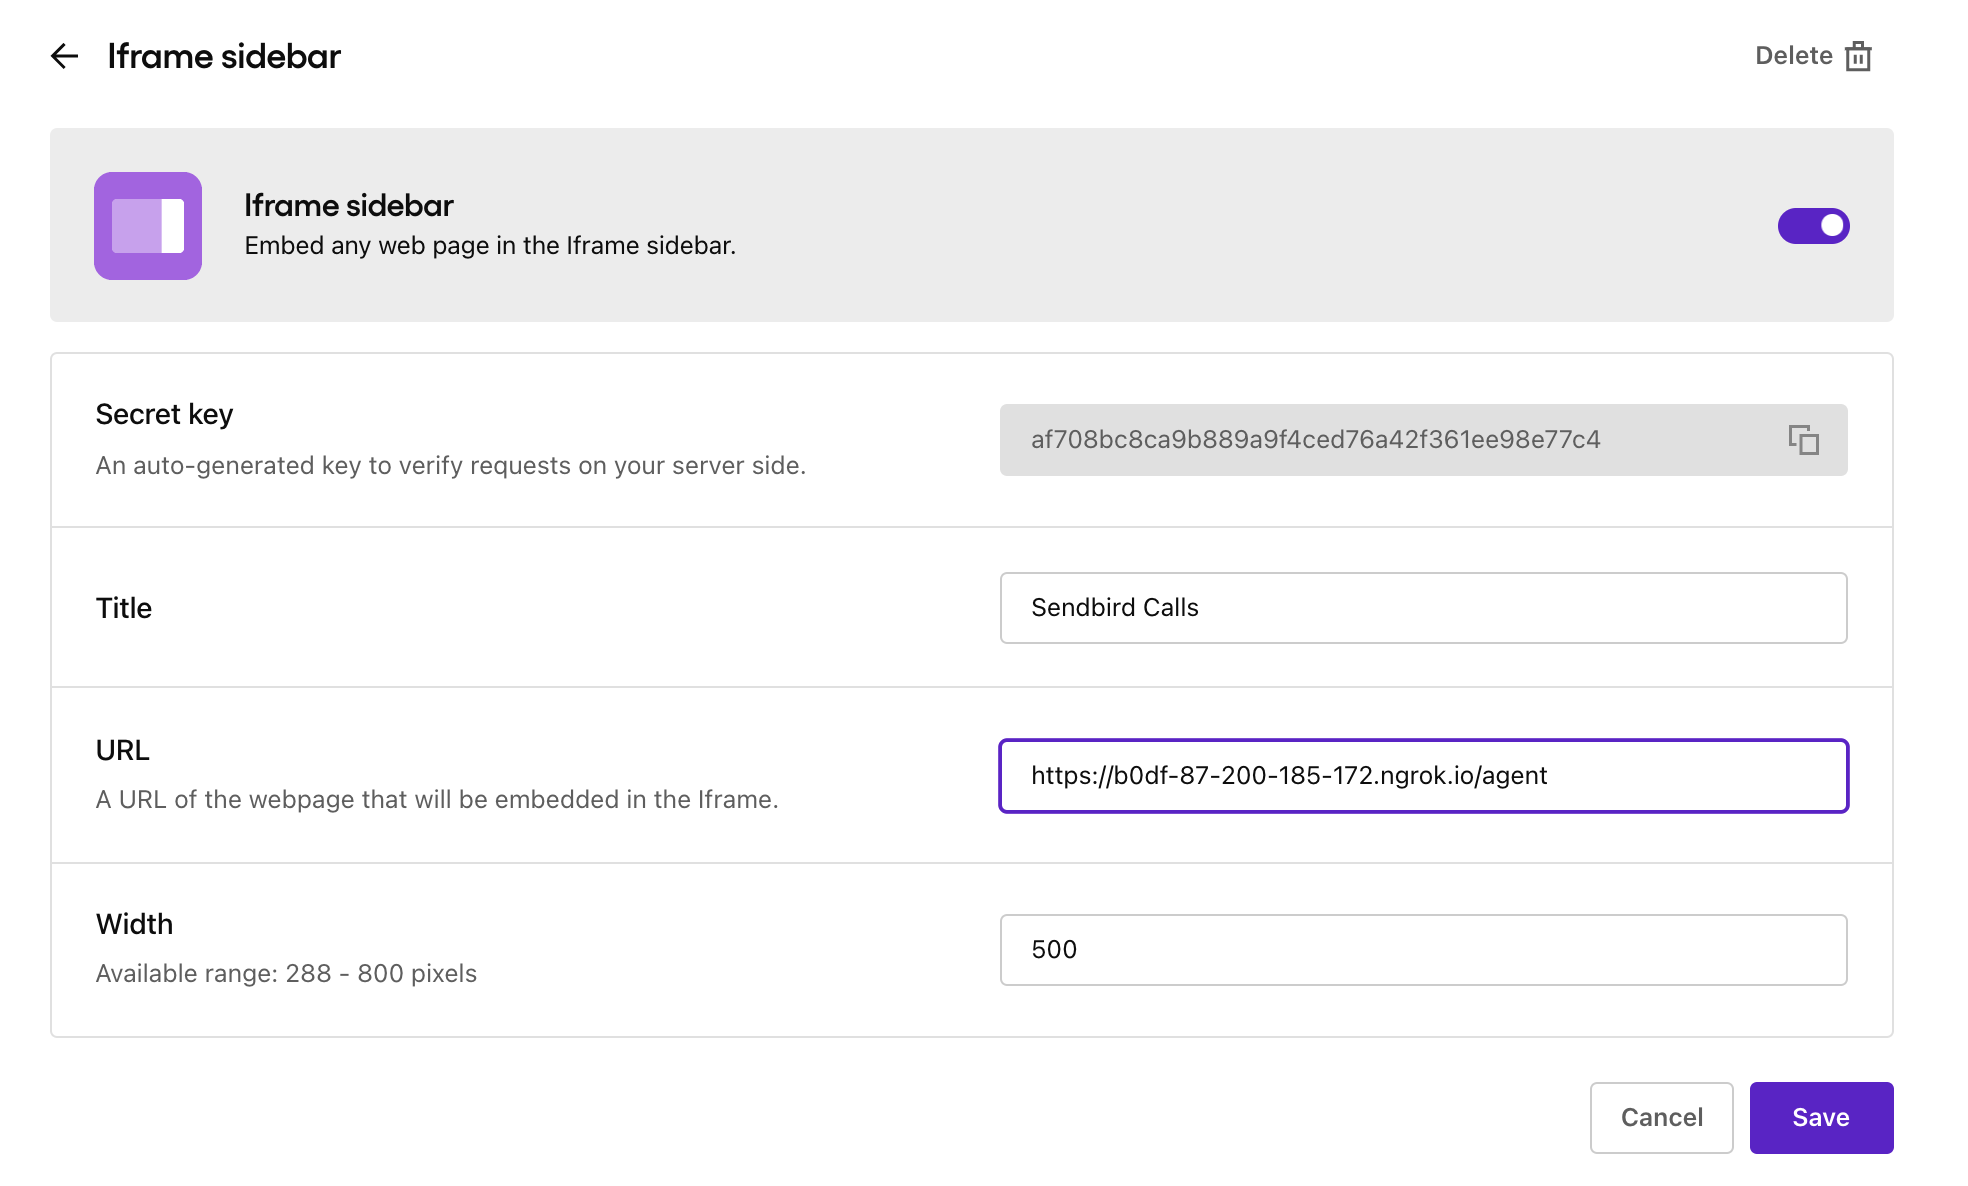 Iframe sidebar
Delete
Iframe sidebar
Embed any web page in the Iframe sidebar.
Secret key
An auto-generated key to verify requests on your server side.
af708bc8ca9b889a9f4ced76a42f361ee98e77c4
Title
Sendbird Calls
URL
A URL of the webpage that will be embedded in the Iframe.
https://b0df-87-200-185-172.ngrok.io/agent
Width
Available range: 288 - 800 pixels
500
Cancel
Save